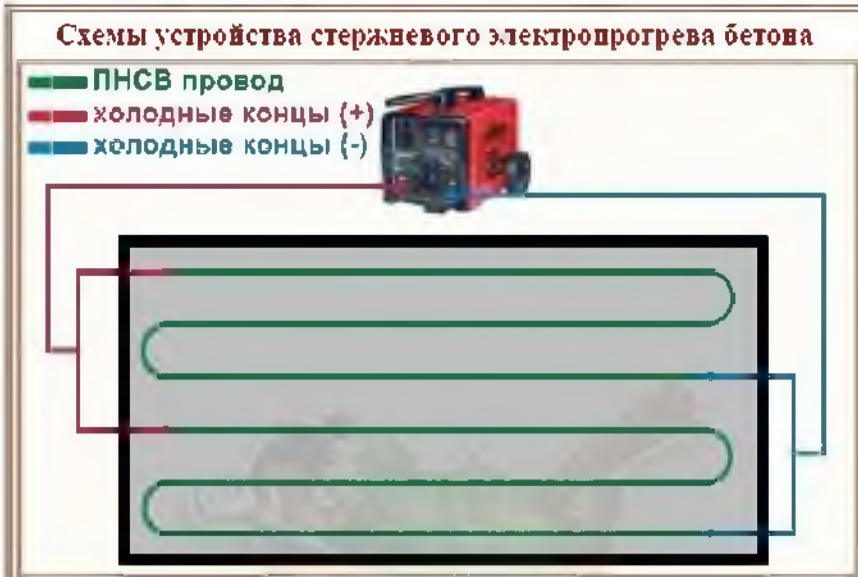 Схемы устройства стержневого электропрогрева бетона
ПНСВ провод
холодные концы (+)
холодные концы (-)